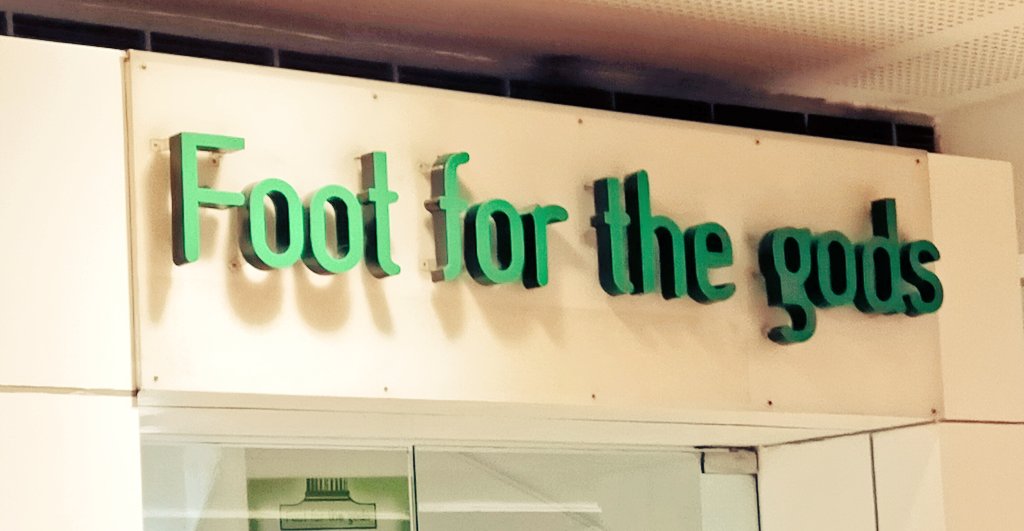 Foot for the gods